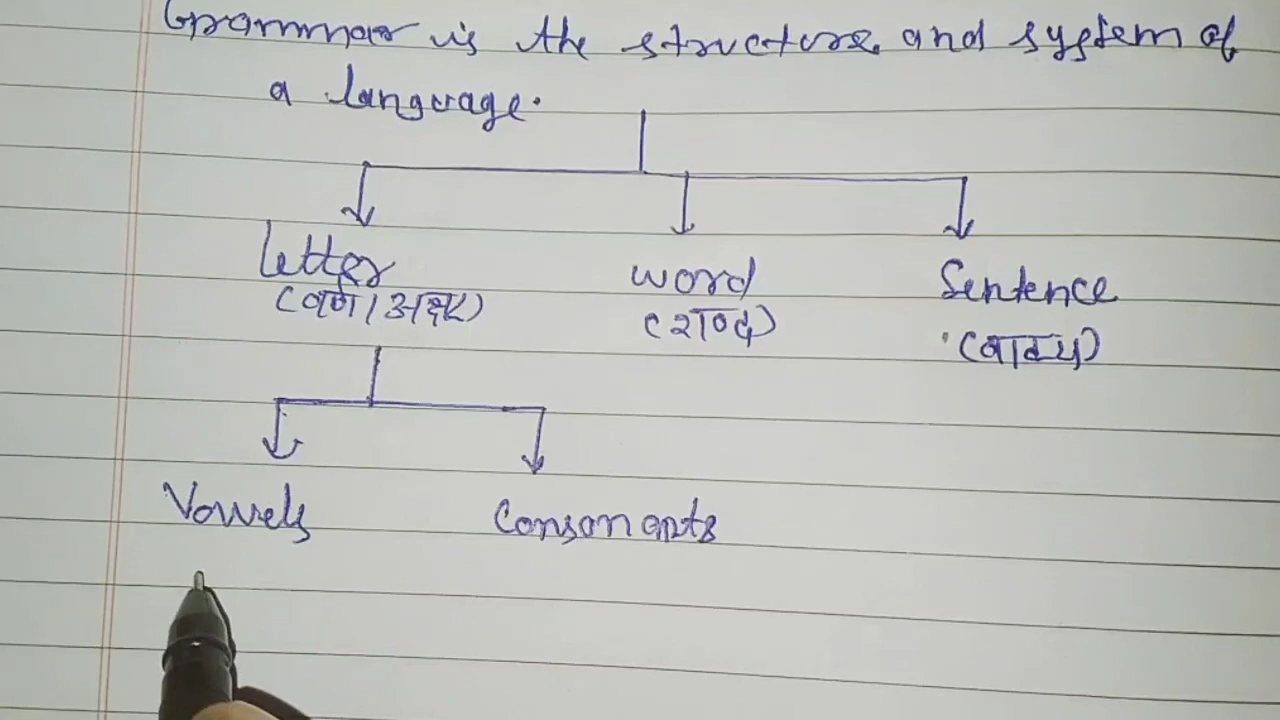 Grammar is the structure and system of
a language.
Letter
word
Sentence
(वर्ण/अक्षर)
(शब्द)
(वाक्य)
Vowels
Consonants